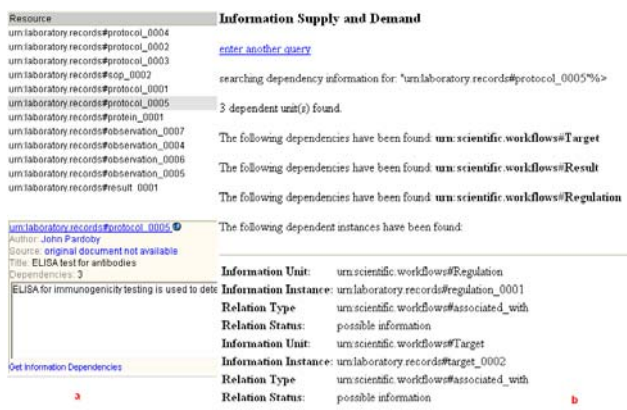 Resource
urn:laboratory.records#protocol_0004
urn:laboratory.records#protocol_0002
urn:laboratory.records#protocol_0003
urn:laboratory.records#sop_0002
urn:laboratory.records#protocol_0001
urn:laboratory.records#protocol_0005
urn:laboratory.records#protein_0001
urn:laboratory.records#observation_0007
urn:laboratory.records#observation_0004
urn:laboratory.records#observation_0006
urn:laboratory.records#observation_0005
urn:laboratory.records#result_0001
urn:laboratory.records#protocol_0005
Author: John Pardoby
Source: original document not available
Title: ELISA test for antibodies
Dependencies: 3
ELISA for immunogenicity testing is used to dete
Get Information Dependencies
a
Information Supply and Demand
enter another query
searching dependency information for: "urn:laboratory.records#protocol_0005"%>
3 dependent unit(s) found.
The following dependencies have been found: urn:scientific.workflows#Target
The following dependencies have been found: urn:scientific.workflows#Result
The following dependencies have been found: urn:scientific.workflows#Regulation
The following dependent instances have been found:
Information Unit: urn:scientific.workflows#Regulation
Information Instance: urn:laboratory.records#regulation_0001
Relation Type urn:scientific.workflows#associated_with
Relation Status: possible information
Information Unit: urn:scientific.workflows#Target
Information Instance: urn:laboratory.records#target_0002
Relation Type urn:scientific.workflows#associated_with
Relation Status: possible information
b